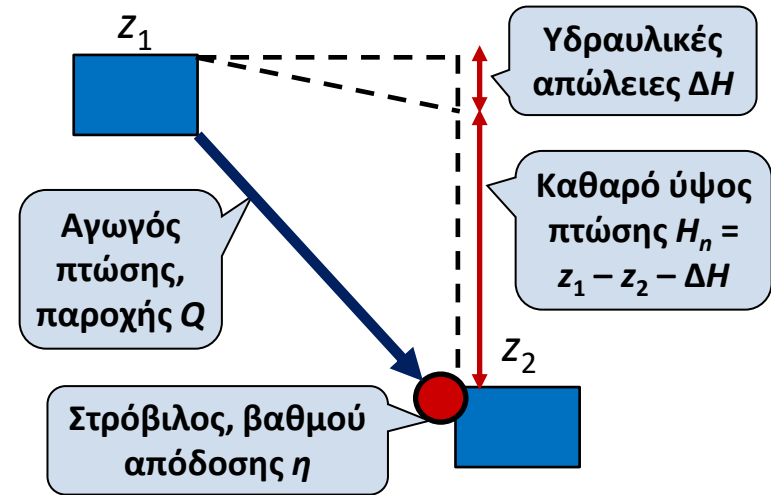 z1
Υδραυλικές
απώλειες ΔH
Αγωγός
πτώσης,
παροχής Q
Καθαρό ύψος
πτώσης Hn =
z1 – z2 – ΔH
z2
Στρόβιλος, βαθμού
απόδοσης η